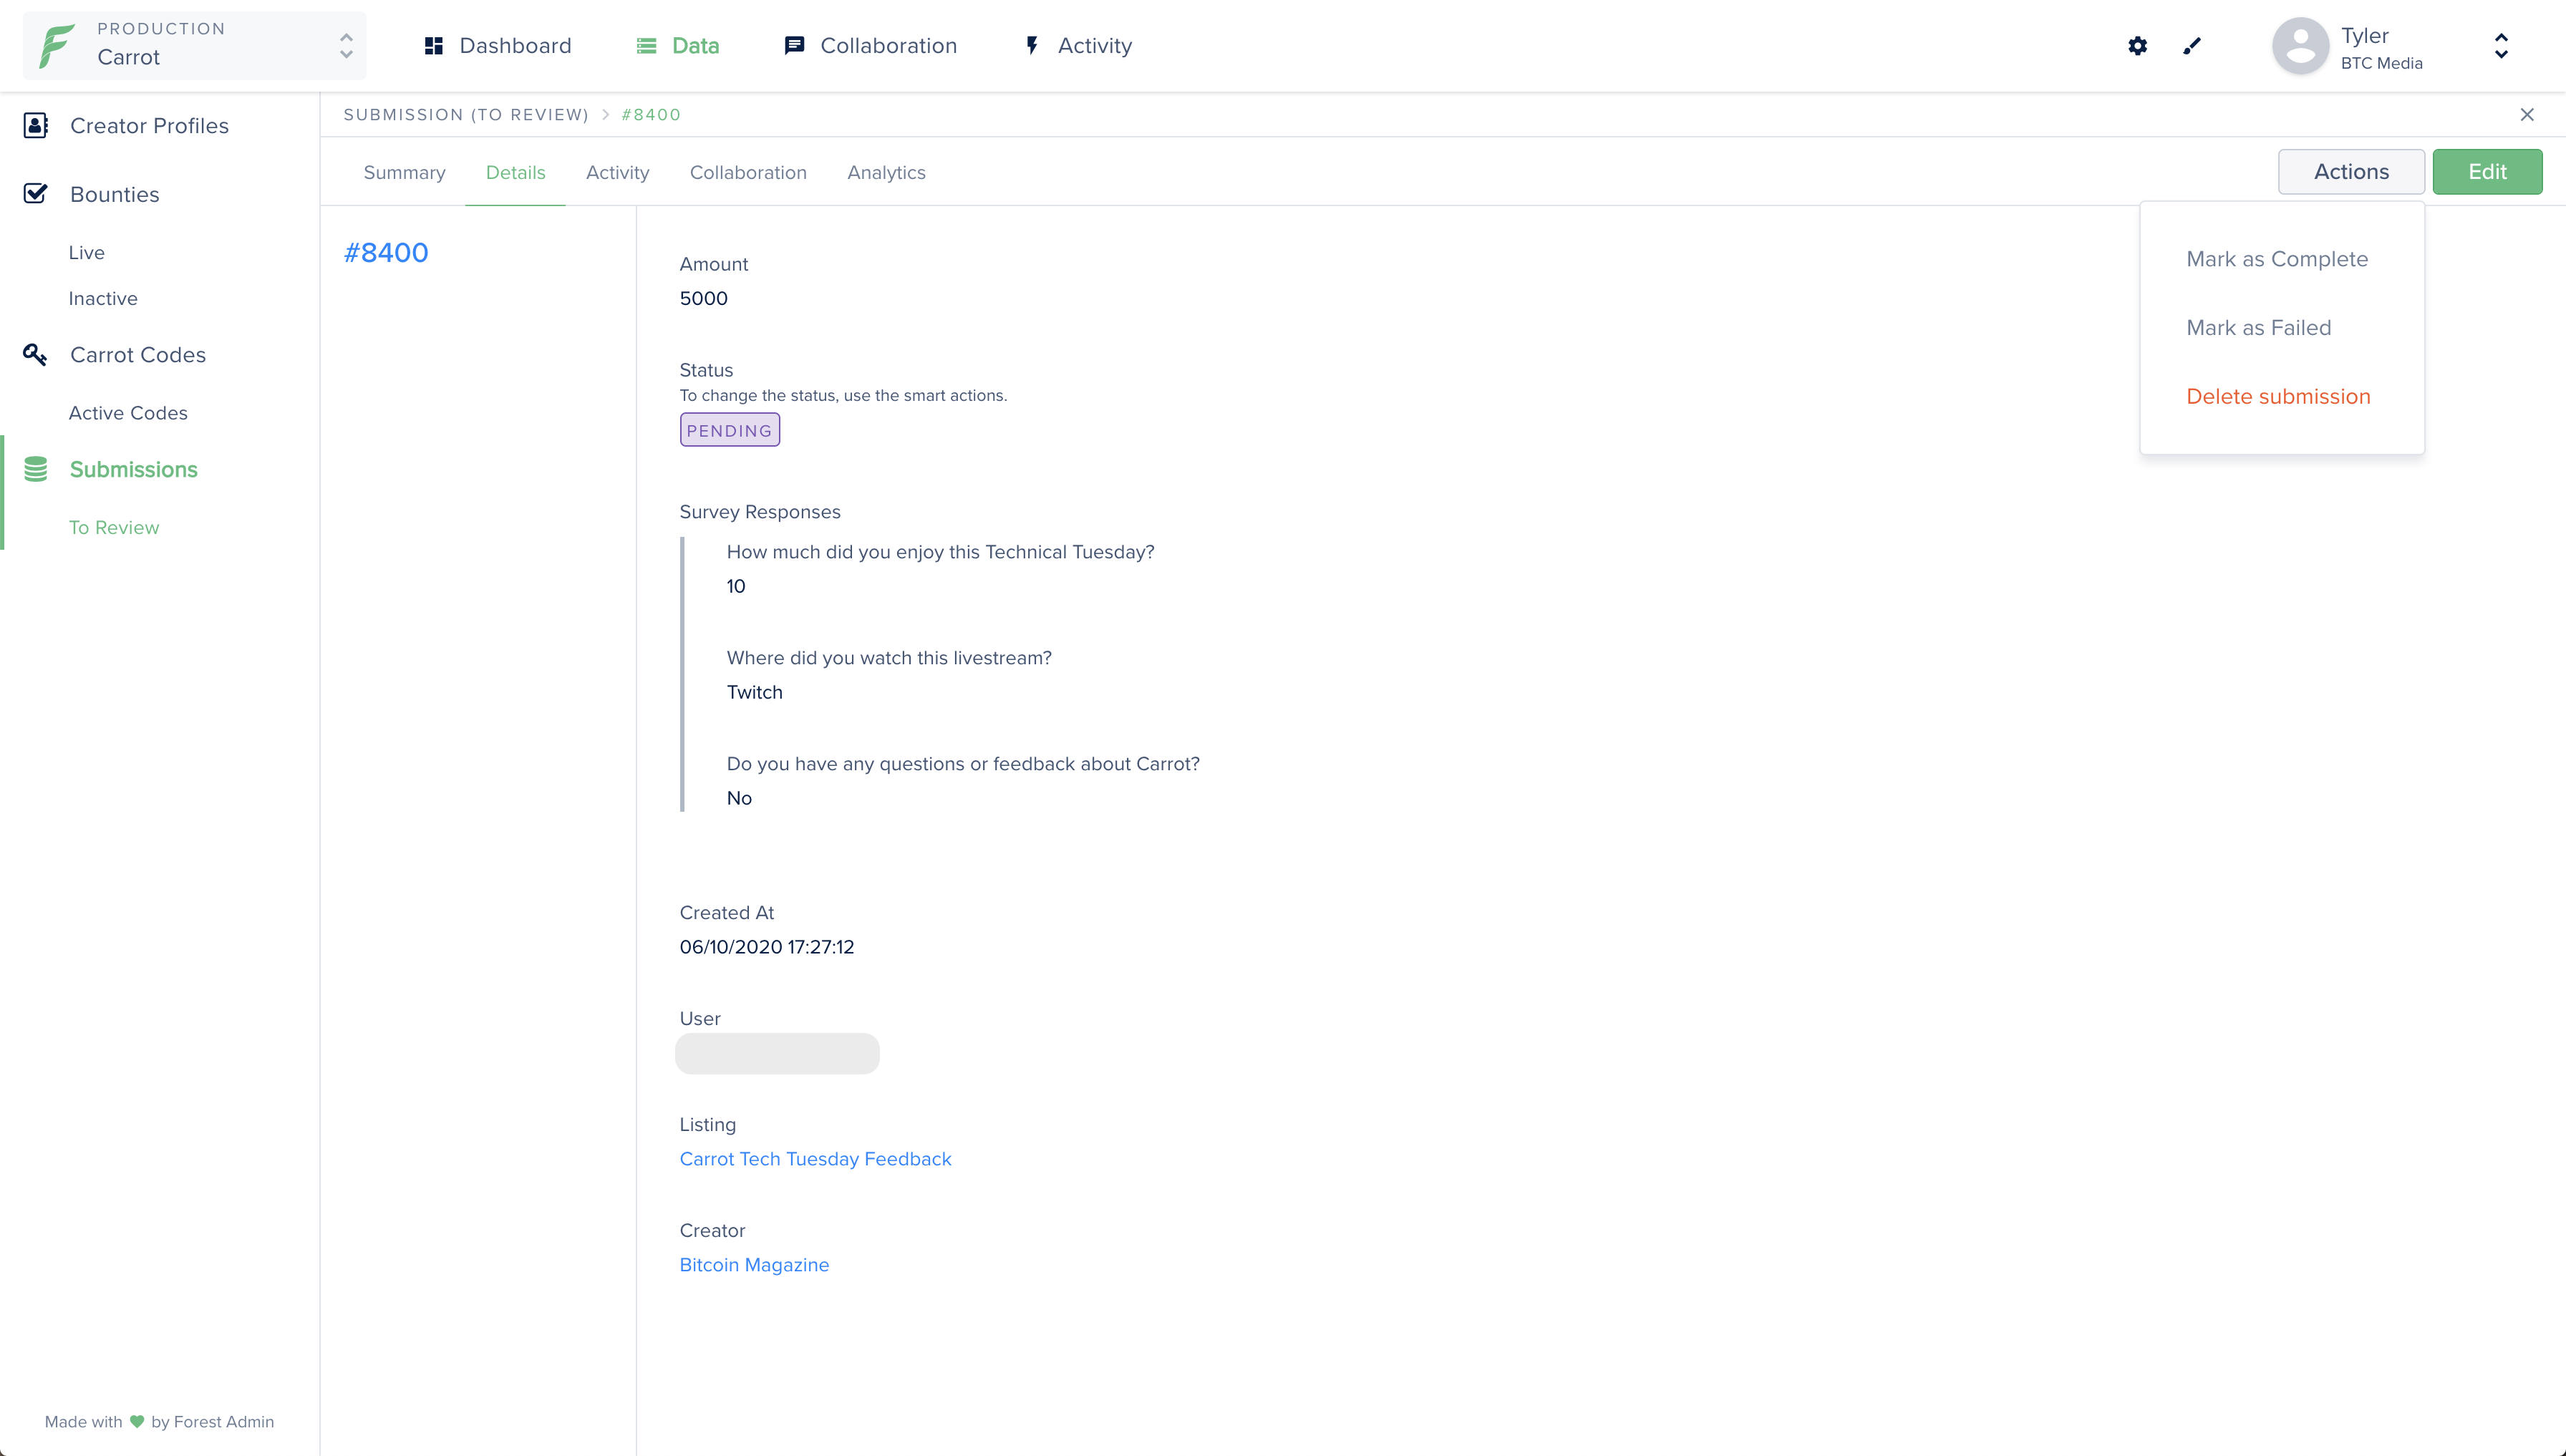 PRODUCTION
Carrot
Dashboard
Data
Collaboration
Activity
Tyler
BTC Media
Creator Profiles
Bounties
Live
Inactive
Carrot Codes
Active Codes
Submissions
To Review
Made with by Forest Admin
SUBMISSION (TO REVIEW) #8400
Summary
Details
Activity
Collaboration
Analytics
Actions
Edit
Mark as Complete
Mark as Failed
Delete submission
#8400
Amount
5000
Status
To change the status, use the smart actions.
PENDING
Survey Responses
How much did you enjoy this Technical Tuesday?
10
Where did you watch this livestream?
Twitch
Do you have any questions or feedback about Carrot?
No
Created At
06/10/2020 17:27:12
User
Listing
Carrot Tech Tuesday Feedback
Creator
Bitcoin Magazine